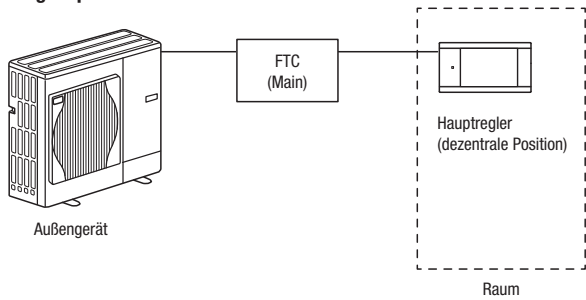 FTC
(Main)
Hauptregler
(dezentrale Position)
Außengerät
Raum